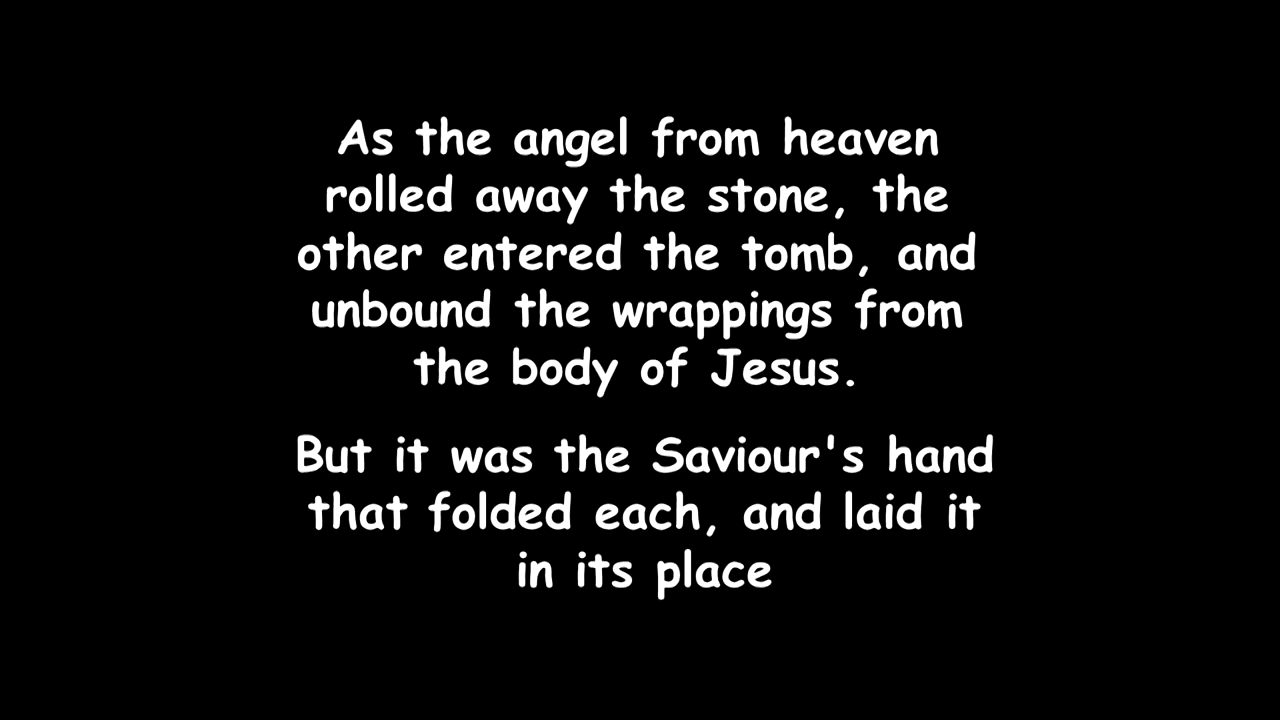 As the angel from heaven
rolled away the stone, the
other entered the tomb, and
unbound the wrappings from
the body of Jesus.
But it was the Saviour's hand
that folded each, and laid it
in its place